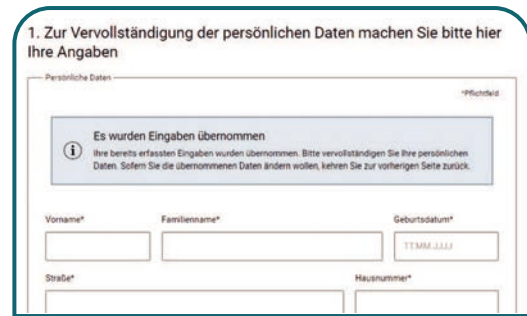 1. Zur Vervollständigung der persönlichen Daten machen Sie bitte hier
Ihre Angaben
Persönliche Daten
*Pflichtfeld
Es wurden Eingaben übernommen
Ihre bereits erfassten Eingaben wurden übernommen. Bitte vervollständigen Sie Ihre persönlichen
Daten. Sofern Sie die übernommenen Daten ändern wollen, kehren Sie zur vorherigen Seite zurück.
Vorname* Familienname* Geburtsdatum*
TT.MM.JJJJ
Straße* Hausnummer*